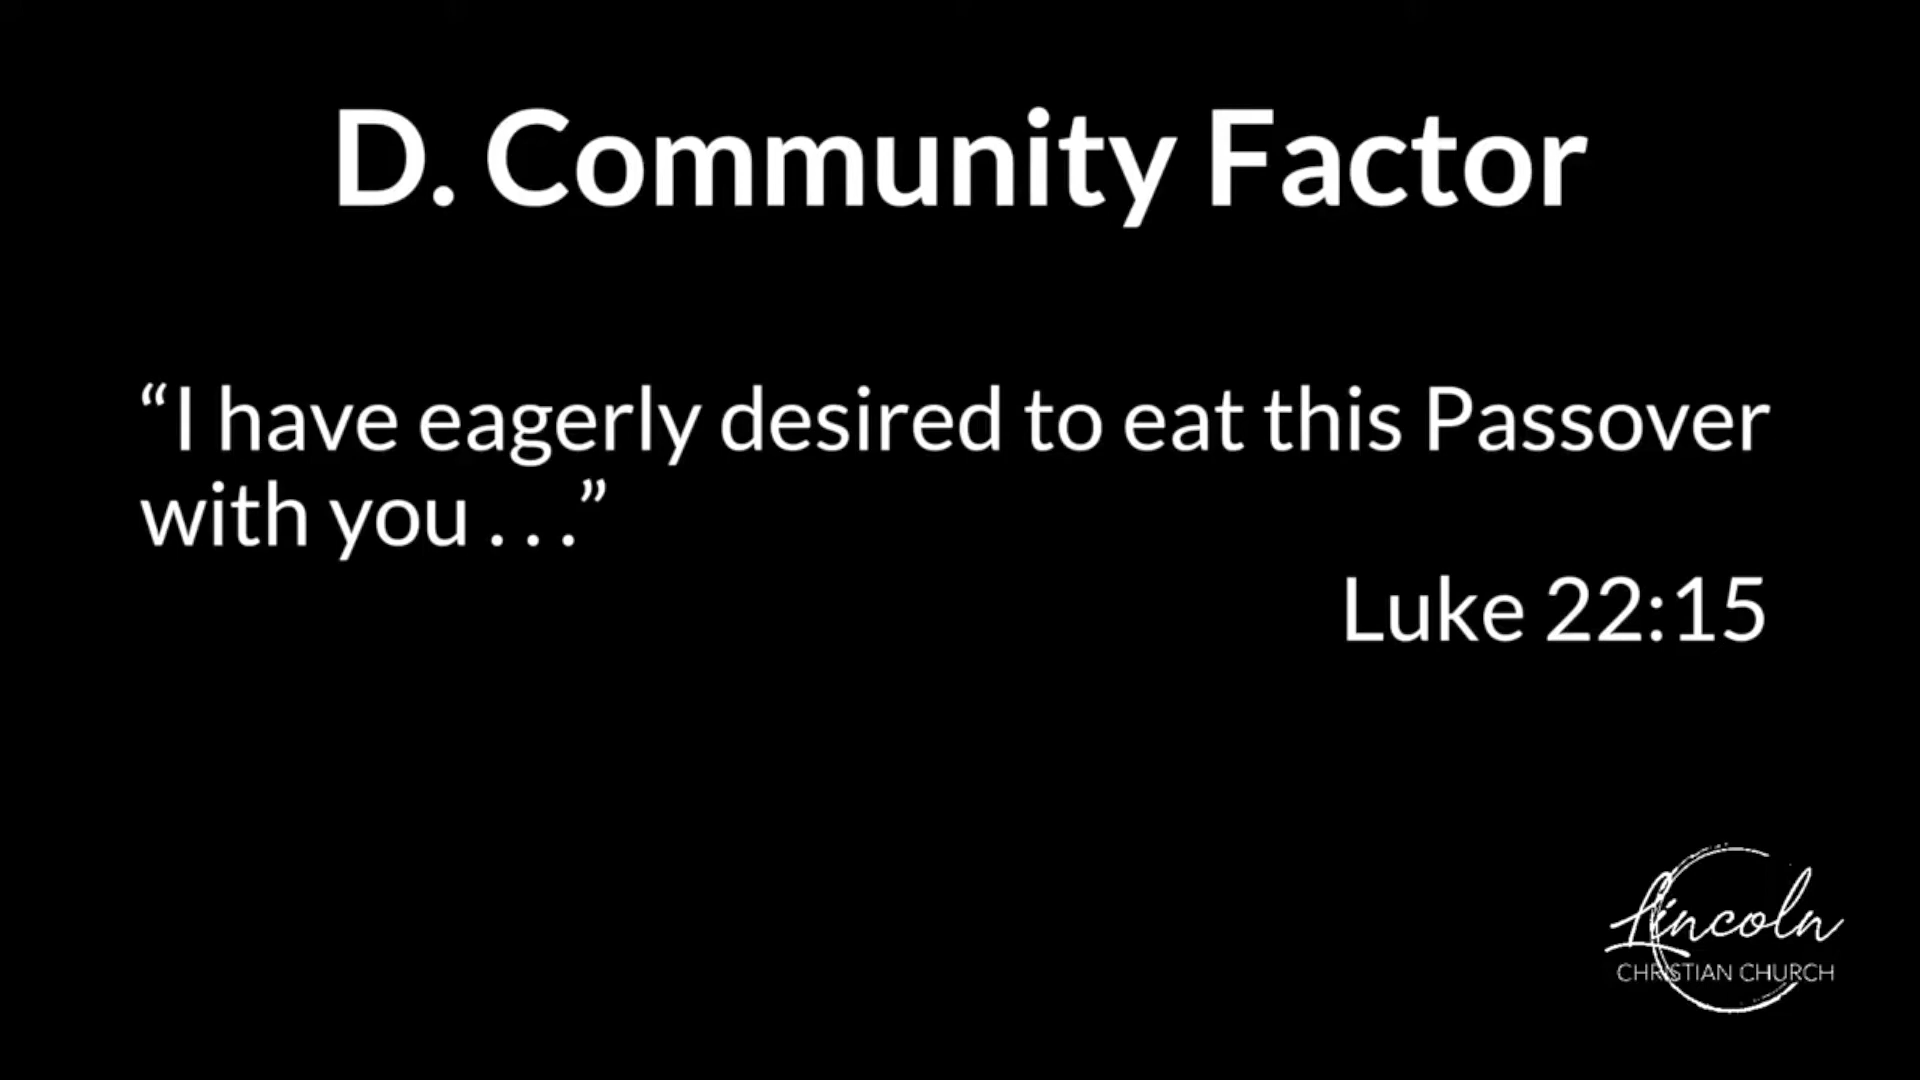 D. Community Factor
“I have eagerly desired to eat this Passover
with you . . .”
Luke 22:15
Lincoln
CHRISTIAN CHURCH